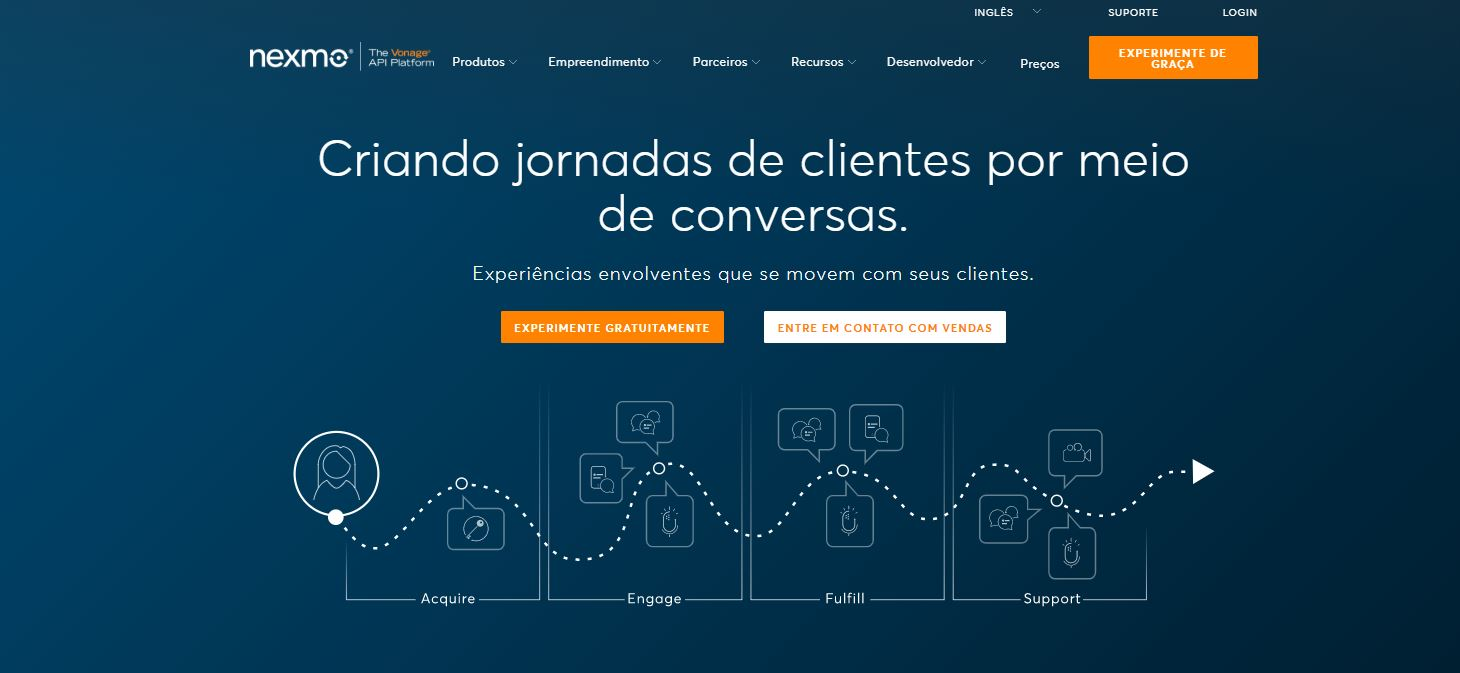 INGLÊS SUPORTE LOGIN
nexmo® The Vonage® API Platform
Produtos Empreendimento Parceiros Recursos Desenvolvedor Preços
EXPERIMENTE DE
GRAÇA
Criando jornadas de clientes por meio
de conversas.
Experiências envolventes que se movem com seus clientes.
EXPERIMENTE GRATUITAMENTE ENTRE EM CONTATO COM VENDAS
Acquire Engage Fulfill Support